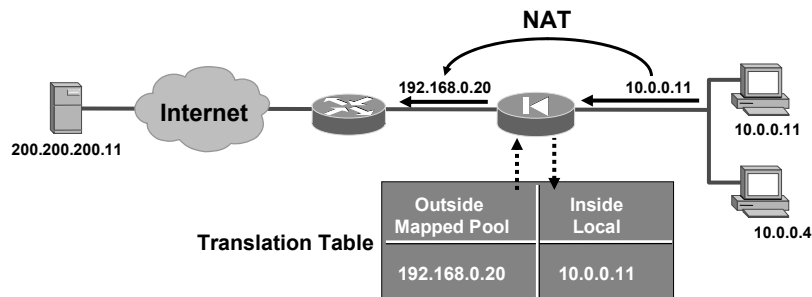 NAT
192.168.0.20
10.0.0.11
Internet
200.200.200.11
10.0.0.11
10.0.0.4
Translation Table
Outside
Mapped Pool
Inside
Local
192.168.0.20
10.0.0.11